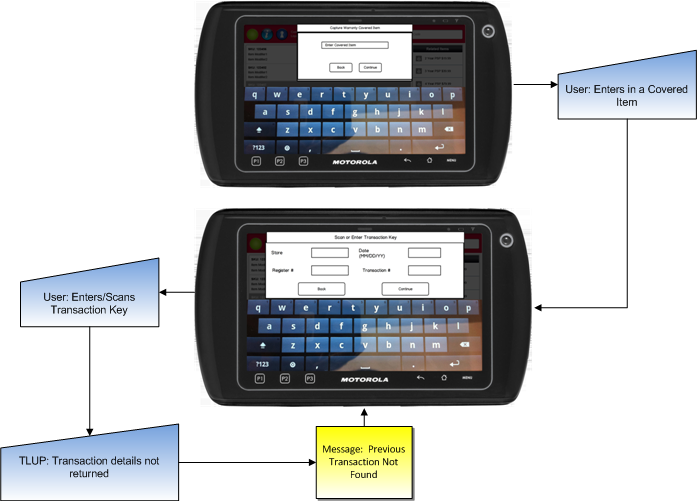 Capture Warranty Covered Item
Enter Covered Item
Back Continue
q w e r t y u i o p
a s d f g h j k l
z x c v b n m
?123 , .
P1 P2 P3 MOTOROLA MENU
User: Enters in a Covered
Item
Scan or Enter Transaction Key
Store Date
(MM/DD/YY)
Register # Transaction #
Back Continue
q w e r t y u i o p
a s d f g h j k l
z x c v b n m
?123 , .
P1 P2 P3 MOTOROLA MENU
User: Enters/Scans
Transaction Key
TLUP: Transaction details not
returned
Message: Previous
Transaction Not
Found